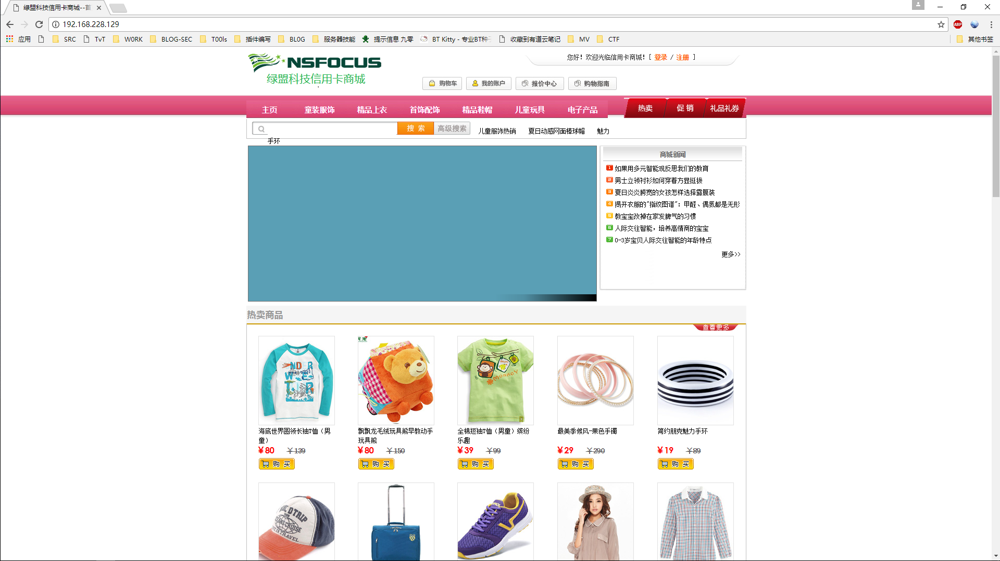 绿盟科技信用卡商城--首
192.168.228.129
ABP
应用 SRC TvT W0RK BLOG-SEC T00ls 插件编写 BL0G 服务器技能 提示信息 九零 BT Kitty - 专业BT种子 收藏到有道云笔记 MV CTF 其他书签
NSFOCUS
绿盟科技信用卡商城
您好！欢迎光临信用卡商城！[ 登录 / 注册 ]
购物车 我的账户 报价中心 购物指南
主页 童装服饰 精品上衣 首饰配饰 精品鞋帽 儿童玩具 电子产品 热卖 促 销 礼品礼券
搜 索 高级搜索 儿童服饰热销 夏日动感网面棒球帽 魅力
手环
商城新闻
1 如果用多元智能观反思我们的教育
2 男士立领衬衫如何穿着方显挺拔
3 夏日炎炎胯宽的女孩怎样选择露腹装
4 揭开衣服的"指纹图谱"：甲醛、偶氮都是无形
5 教宝宝改掉在家发脾气的习惯
6 人际交往智能，培养高情商的宝宝
7 0-3岁宝贝人际交往智能的年龄特点
更多>>
热卖商品
查看更多
MONKEY
海底世界圆领长袖T恤（男
童）
¥80 ￥139
购 买
飘飘龙毛绒玩具熊早教动手
玩具熊
¥80 ￥150
购 买
全棉短袖T恤（男童）缤纷
乐趣
¥39 ￥99
购 买
最美季候风-果色手镯
¥29 ￥290
购 买
简约朋克魅力手环
¥19 ￥89
购 买